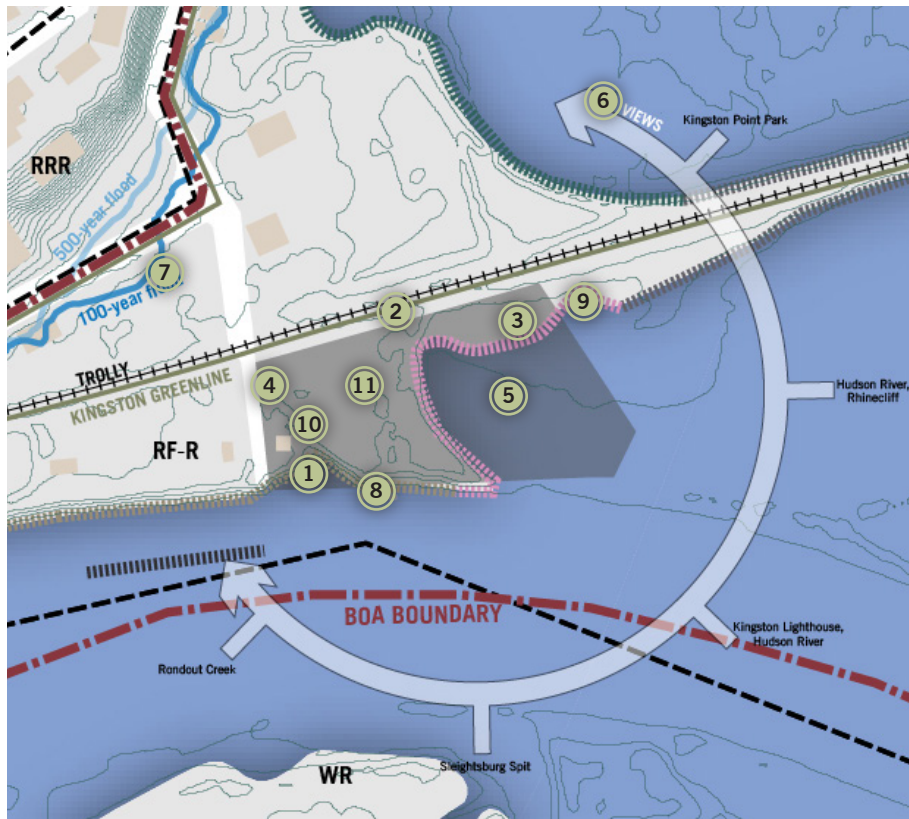 6
VIEWS
Kingston Point Park
RRR
500-year flood
7
100-year flood
2
9
3
TROLLY
KINGSTON GREENLINE
4
11
5
Hudson River,
Rhinecliff
10
RF-R
1
8
BOA BOUNDARY
Kingston Lighthouse,
Hudson River
Rondout Creek
Sleightsburg Spit
WR